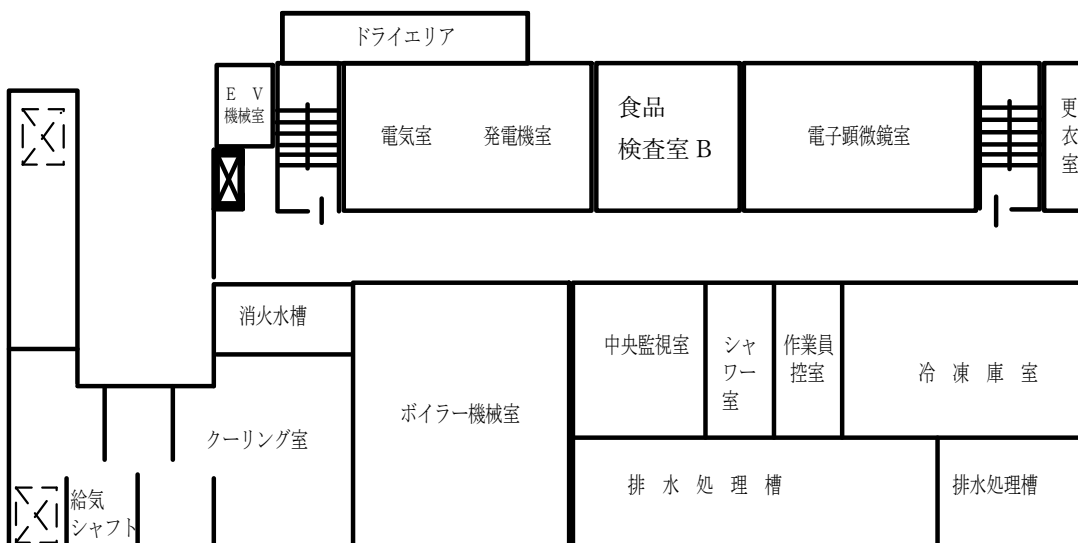 ドライエリア
Ｅ Ｖ
機械室
電気室
発電機室
食品
検査室 B
電子顕微鏡室
更
衣
室
消火水槽
中央監視室
シャ
ワー
室
作業員
控室
冷 凍 庫 室
ボイラー機械室
クーリング室
排 水 処 理 槽
排水処理槽
給気
シャフト